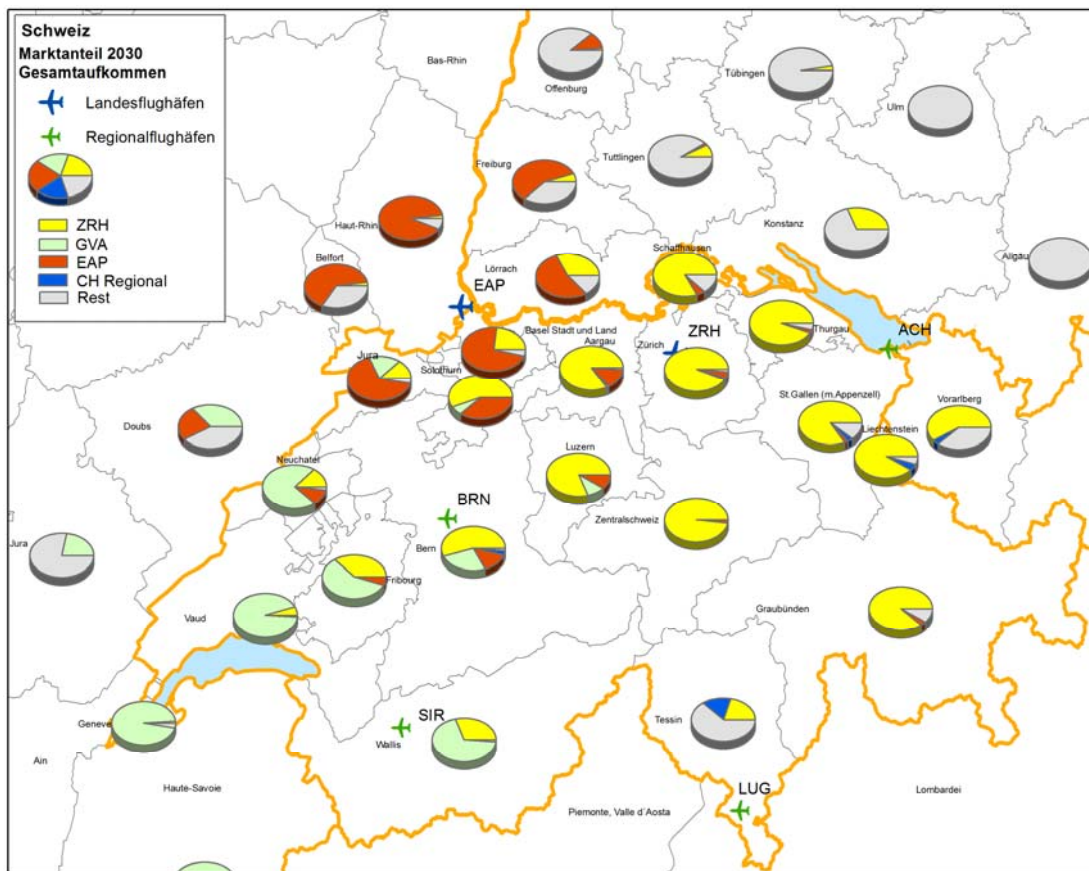 Schweiz
Marktanteil 2030
Gesamtaufkommen
Landesflughäfen
Regionalflughäfen
ZRH
GVA
EAP
CH Regional
Rest
Bas-Rhin
Offenburg
Tübingen
Ulm
Tuttlingen
Freiburg
Haut-Rhin
Konstanz
Schaffhausen
Allgäu
Belfort
Lörrach
EAP
Basel Stadt und Land
Aargau
Zürich
ZRH
Thurgau
ACH
Jura
Solothurn
St.Gallen (m.Appenzell)
Vorarlberg
Liechtenstein
Doubs
Luzern
Neuchatel
BRN
Zentralschweiz
Bern
Jura
Fribourg
Vaud
Graubünden
Geneve
SIR
Wallis
Tessin
Ain
Haute-Savoie
LUG
Lombardei
Piemonte, Valle d´Aosta